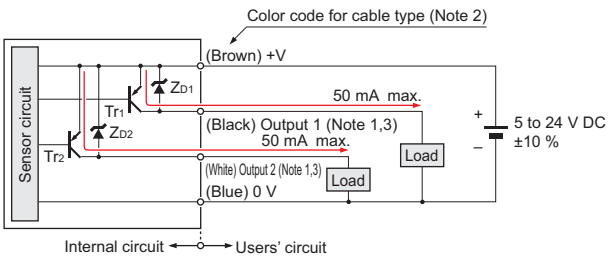 Color code for cable type (Note 2)
(Brown) +V
Sensor circuit
Tr1
ZD1
50 mA max.
(Black) Output 1 (Note 1,3)
Tr2
ZD2
50 mA max.
Load
+
–
5 to 24 V DC
±10 %
(White) Output 2 (Note 1,3)
Load
(Blue) 0 V
Internal circuit
Users' circuit